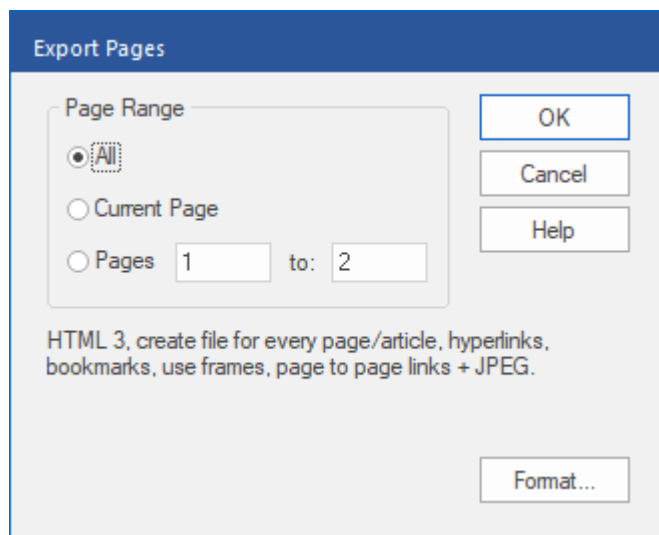 Export Pages
Page Range
All
Current Page
Pages 1 to: 2
OK
Cancel
Help
HTML 3, create file for every page/article, hyperlinks,
bookmarks, use frames, page to page links + JPEG.
Format...